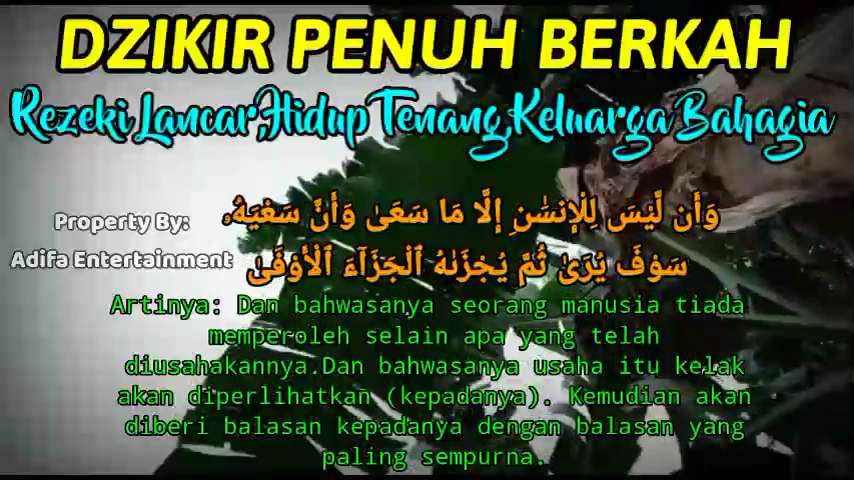 DZIKIR PENUH BERKAH
Rezeki Lancar,Hidup Tenang,Keluarga Bahagia
Property By:
Adifa Entertainment
وَأَن لَّيْسَ لِلْإِنسَٰنِ إِلَّا مَا سَعَىٰ وَأَنَّ سَعْيَهُۥ
سَوْفَ يُرَىٰ ثُمَّ يُجْزَىٰهُ ٱلْجَزَآءَ ٱلْأَوْفَىٰ
Artinya: Dan bahwasanya seorang manusia tiada
memperoleh selain apa yang telah
diusahakannya.Dan bahwasanya usaha itu kelak
akan diperlihatkan (kepadanya). Kemudian akan
diberi balasan kepadanya dengan balasan yang
paling sempurna.